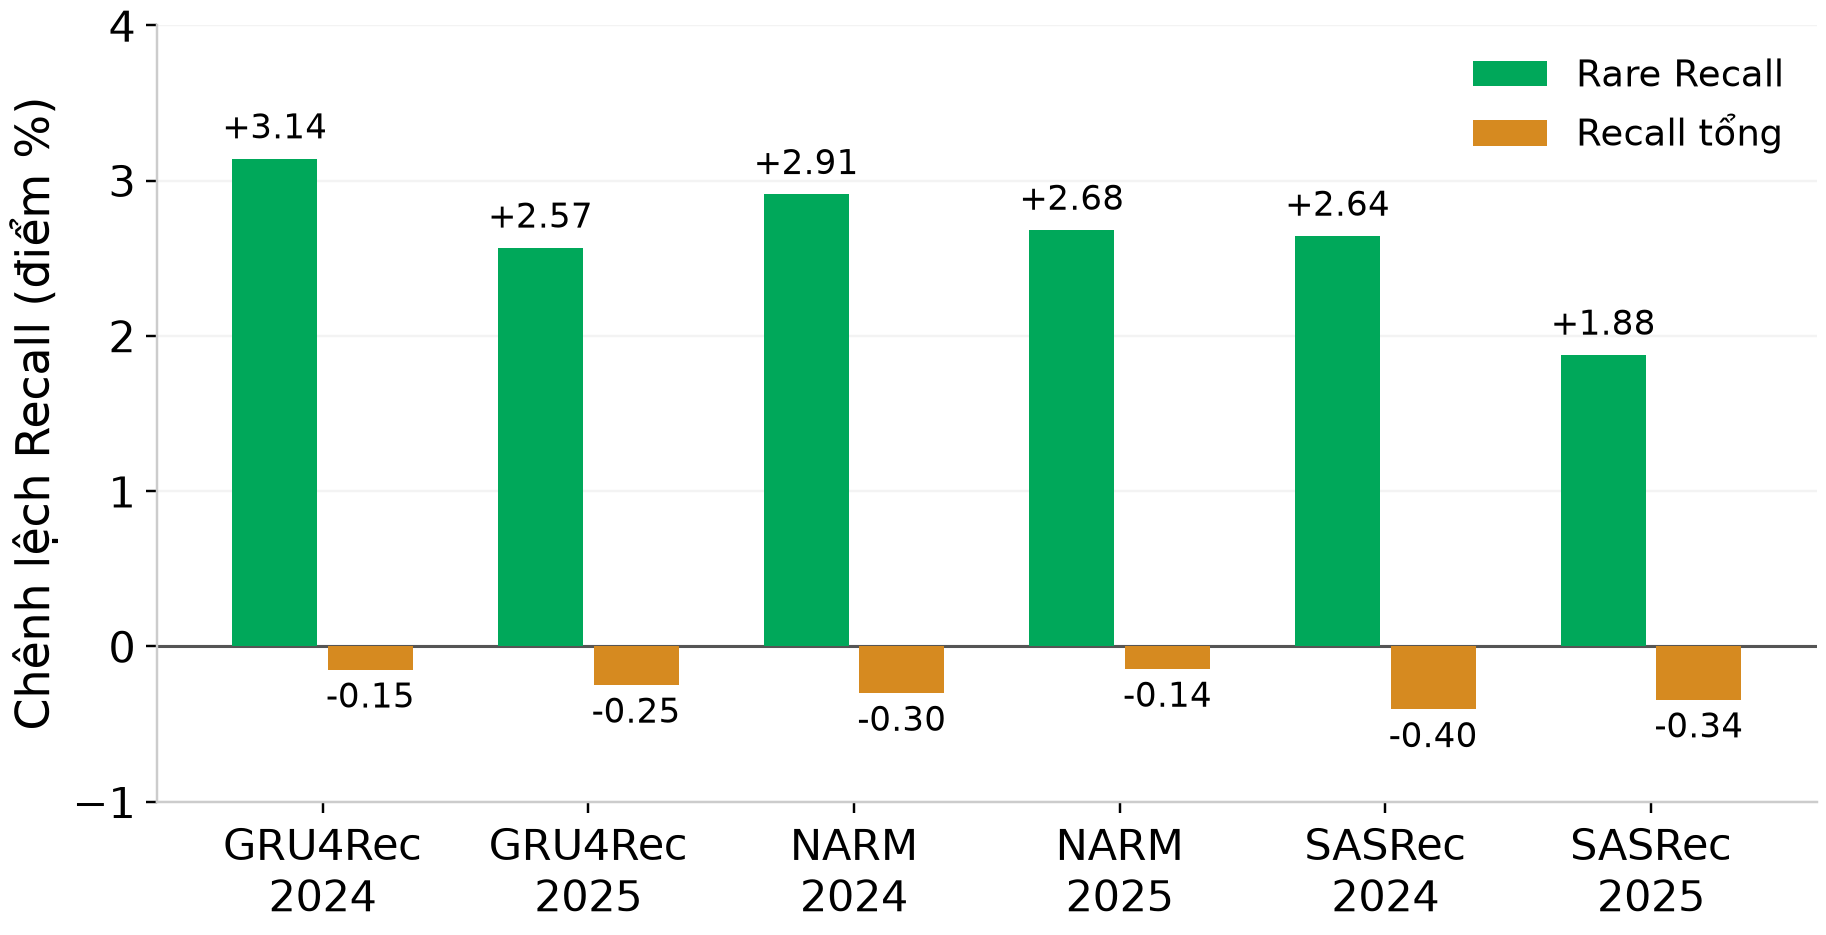 Chênh lệch Recall (điểm %)
4
3
2
1
0
−1
Rare Recall
Recall tổng
+3.14
+2.57
+2.91
+2.68
+2.64
+1.88
-0.15
-0.25
-0.30
-0.14
-0.40
-0.34
GRU4Rec
2024
GRU4Rec
2025
NARM
2024
NARM
2025
SASRec
2024
SASRec
2025